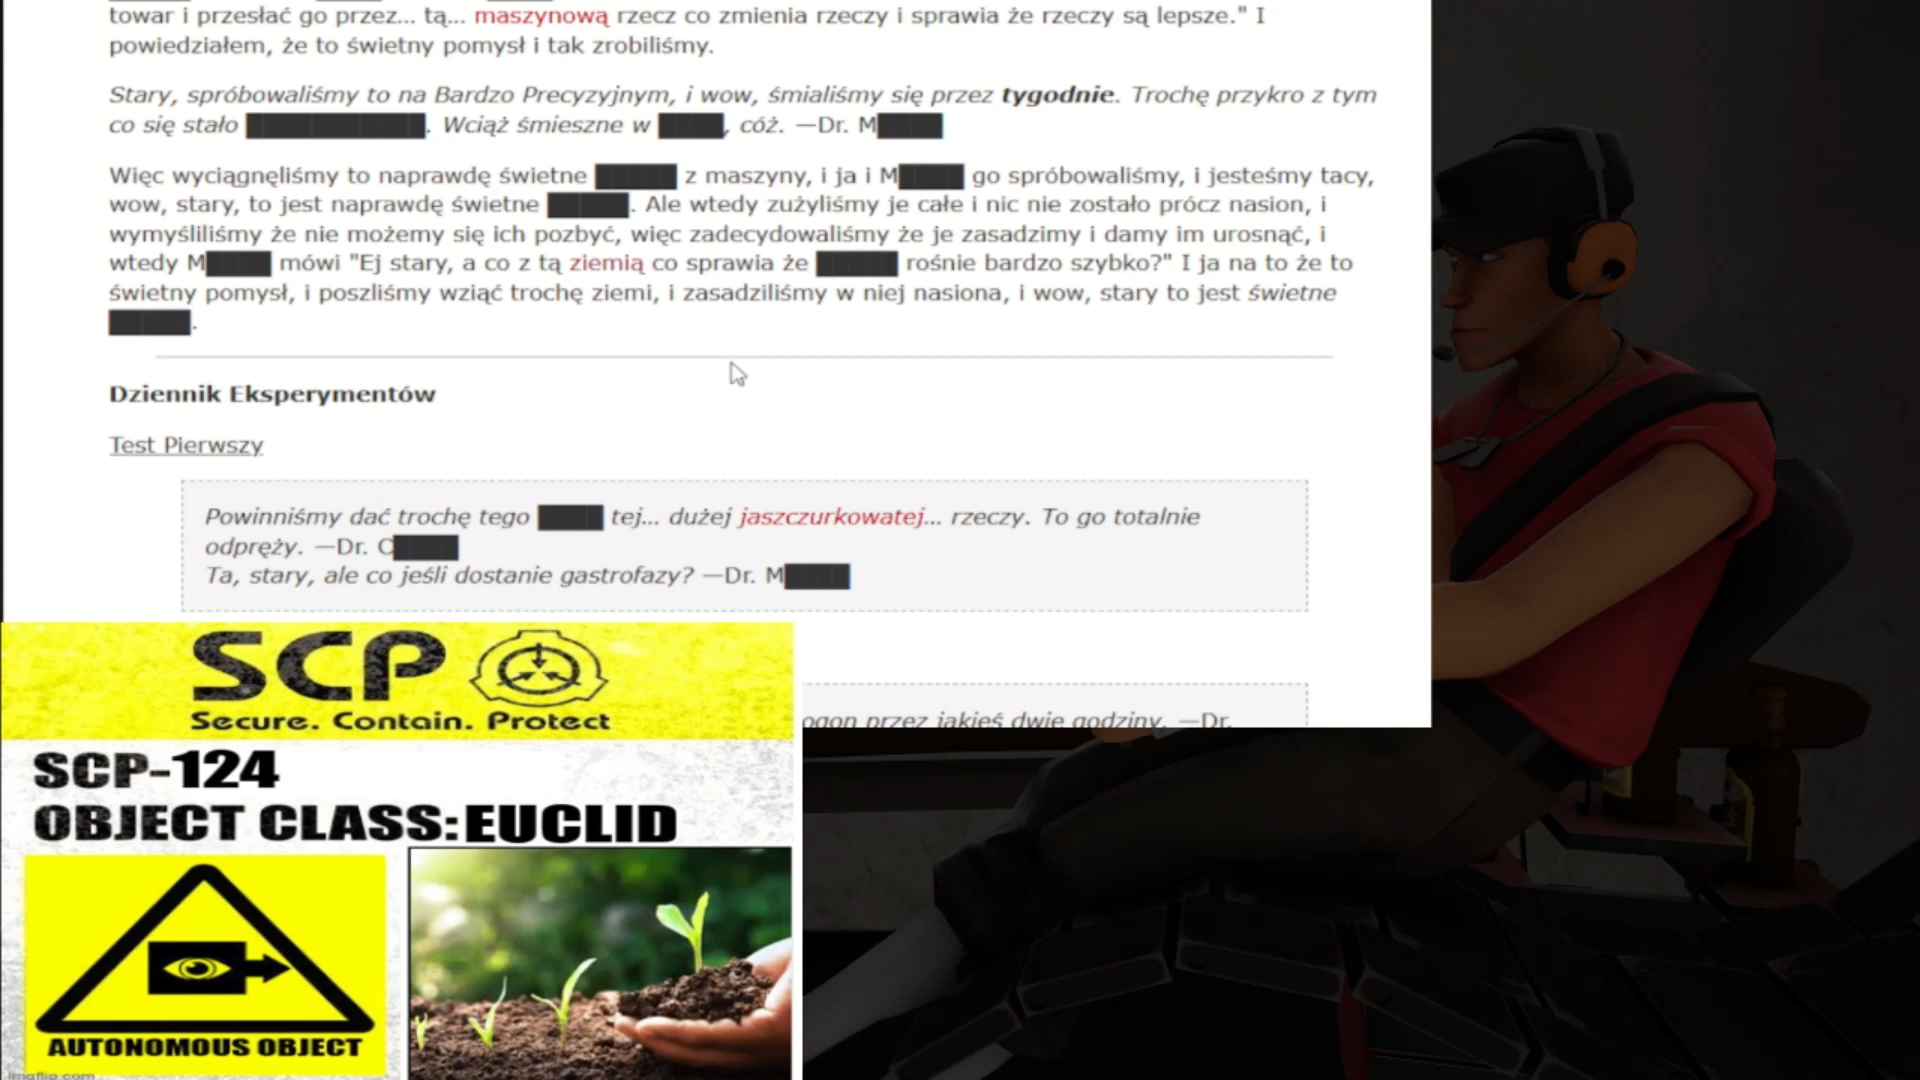 towar i przesłać go przez... tą... maszynową rzecz co zmienia rzeczy i sprawia że rzeczy są lepsze." I
powiedziałem, że to świetny pomysł i tak zrobiliśmy.
Stary, spróbowaliśmy to na Bardzo Precyzyjnym, i wow, śmialiśmy się przez tygodnie. Trochę przykro z tym
co się stało ███████████. Wciąż śmieszne w ████, cóż. —Dr. M████
Więc wyciągnęliśmy to naprawdę świetne █████ z maszyny, i ja i M████ go spróbowaliśmy, i jesteśmy tacy,
wow, stary, to jest naprawdę świetne █████. Ale wtedy zużyliśmy je całe i nic nie zostało prócz nasion, i
wymyśliliśmy że nie możemy się ich pozbyć, więc zadecydowaliśmy że je zasadzimy i damy im urosnąć, i
wtedy M████ mówi "Ej stary, a co z tą ziemią co sprawia że █████ rośnie bardzo szybko?" I ja na to że to
świetny pomysł, i poszliśmy wziąć trochę ziemi, i zasadziliśmy w niej nasiona, i wow, stary to jest świetne
█████.
Dziennik Eksperymentów
Test Pierwszy
Powinniśmy dać trochę tego ████ tej... dużej jaszczurkowatej... rzeczy. To go totalnie
odpręży. —Dr. C████
Ta, stary, ale co jeśli dostanie gastrofazy? —Dr. M████
ogon przez jakieś dwie godziny. —Dr.
SCP
Secure. Contain. Protect
SCP-124
OBJECT CLASS:EUCLID
AUTONOMOUS OBJECT
imgflip.com